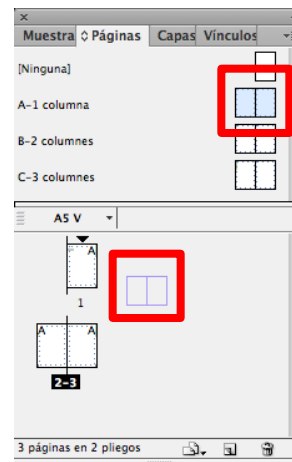 Muestra Páginas Capas Vínculos
[Ninguna]
A-1 columna
B-2 columnes
C-3 columnes
A5 V
A
1
A A
2-3
3 páginas en 2 pliegos